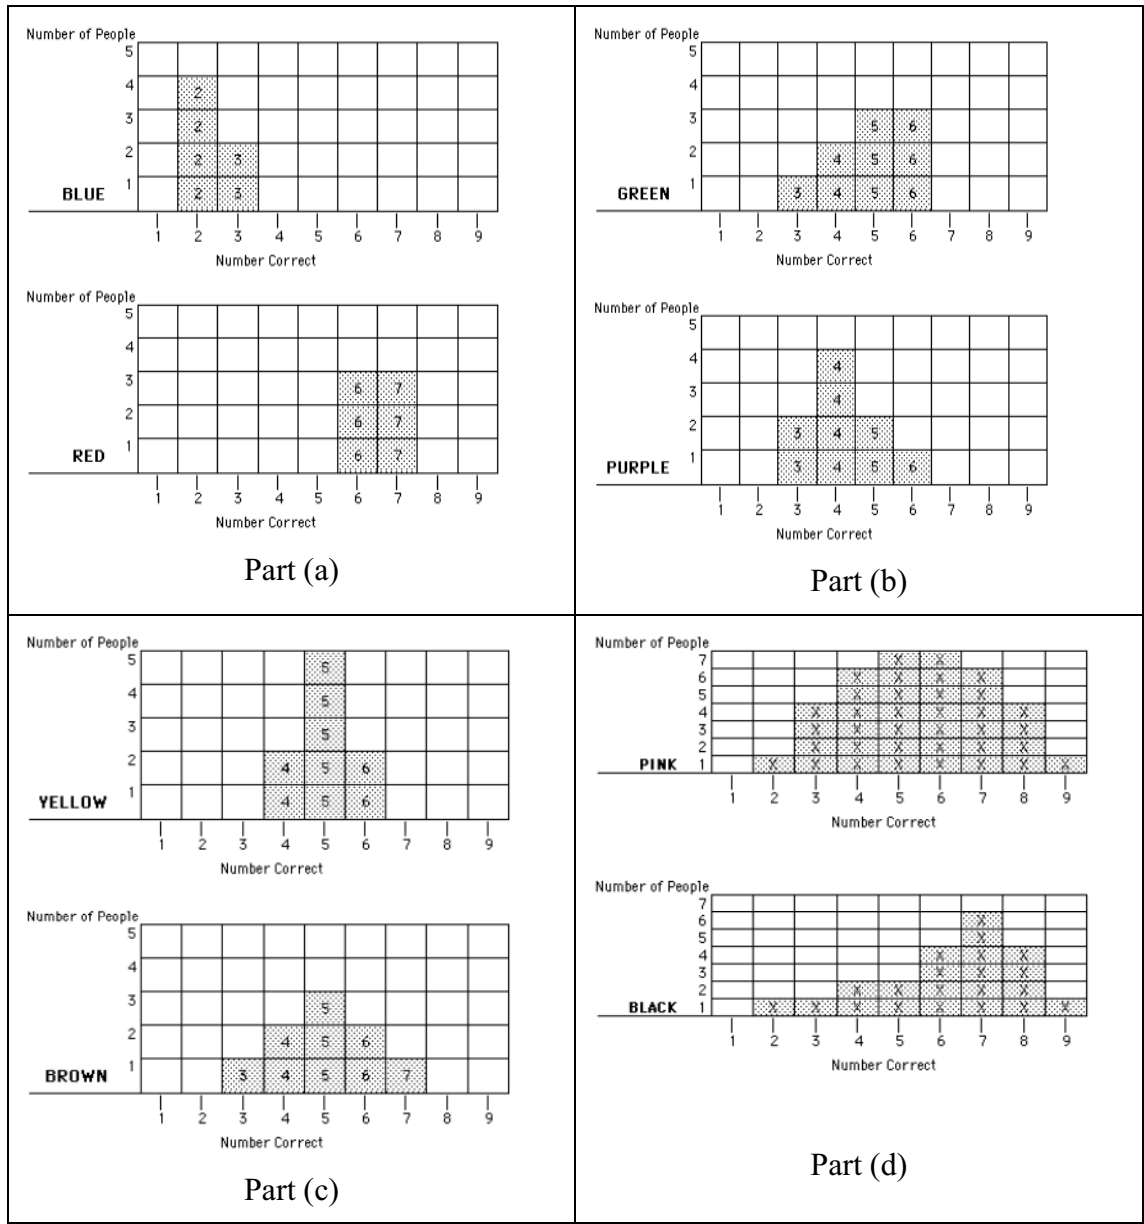 Number of People
5
4
2
3
2
2
2 3
1
BLUE 2 3
1 2 3 4 5 6 7 8 9
Number Correct
Number of People
5
4
3
6 7
2
6 7
1
RED 6 7
1 2 3 4 5 6 7 8 9
Number Correct
Part (a)
Number of People
5
4
3
5 6
2
4 5 6
1
GREEN 3 4 5 6
1 2 3 4 5 6 7 8 9
Number Correct
Number of People
5
4
4
3
4
2
3 4 5
1
PURPLE 3 4 5 6
1 2 3 4 5 6 7 8 9
Number Correct
Part (b)
Number of People
5
5
4
5
3
5
2
4 5 6
1
YELLOW 4 5 6
1 2 3 4 5 6 7 8 9
Number Correct
Number of People
5
4
3
5
2
4 5 6
1
BROWN 3 4 5 6 7
1 2 3 4 5 6 7 8 9
Number Correct
Part (c)
Number of People
7 X X
6 X X X X
5 X X X X
4 X X X X X X
3 X X X X X X
2 X X X X X X
PINK 1 X X X X X X X X
1 2 3 4 5 6 7 8 9
Number Correct
Number of People
7
6 X
5 X
4 X X X
3 X X X
2 X X X X X
BLACK 1 X X X X X X X X
1 2 3 4 5 6 7 8 9
Number Correct
Part (d)